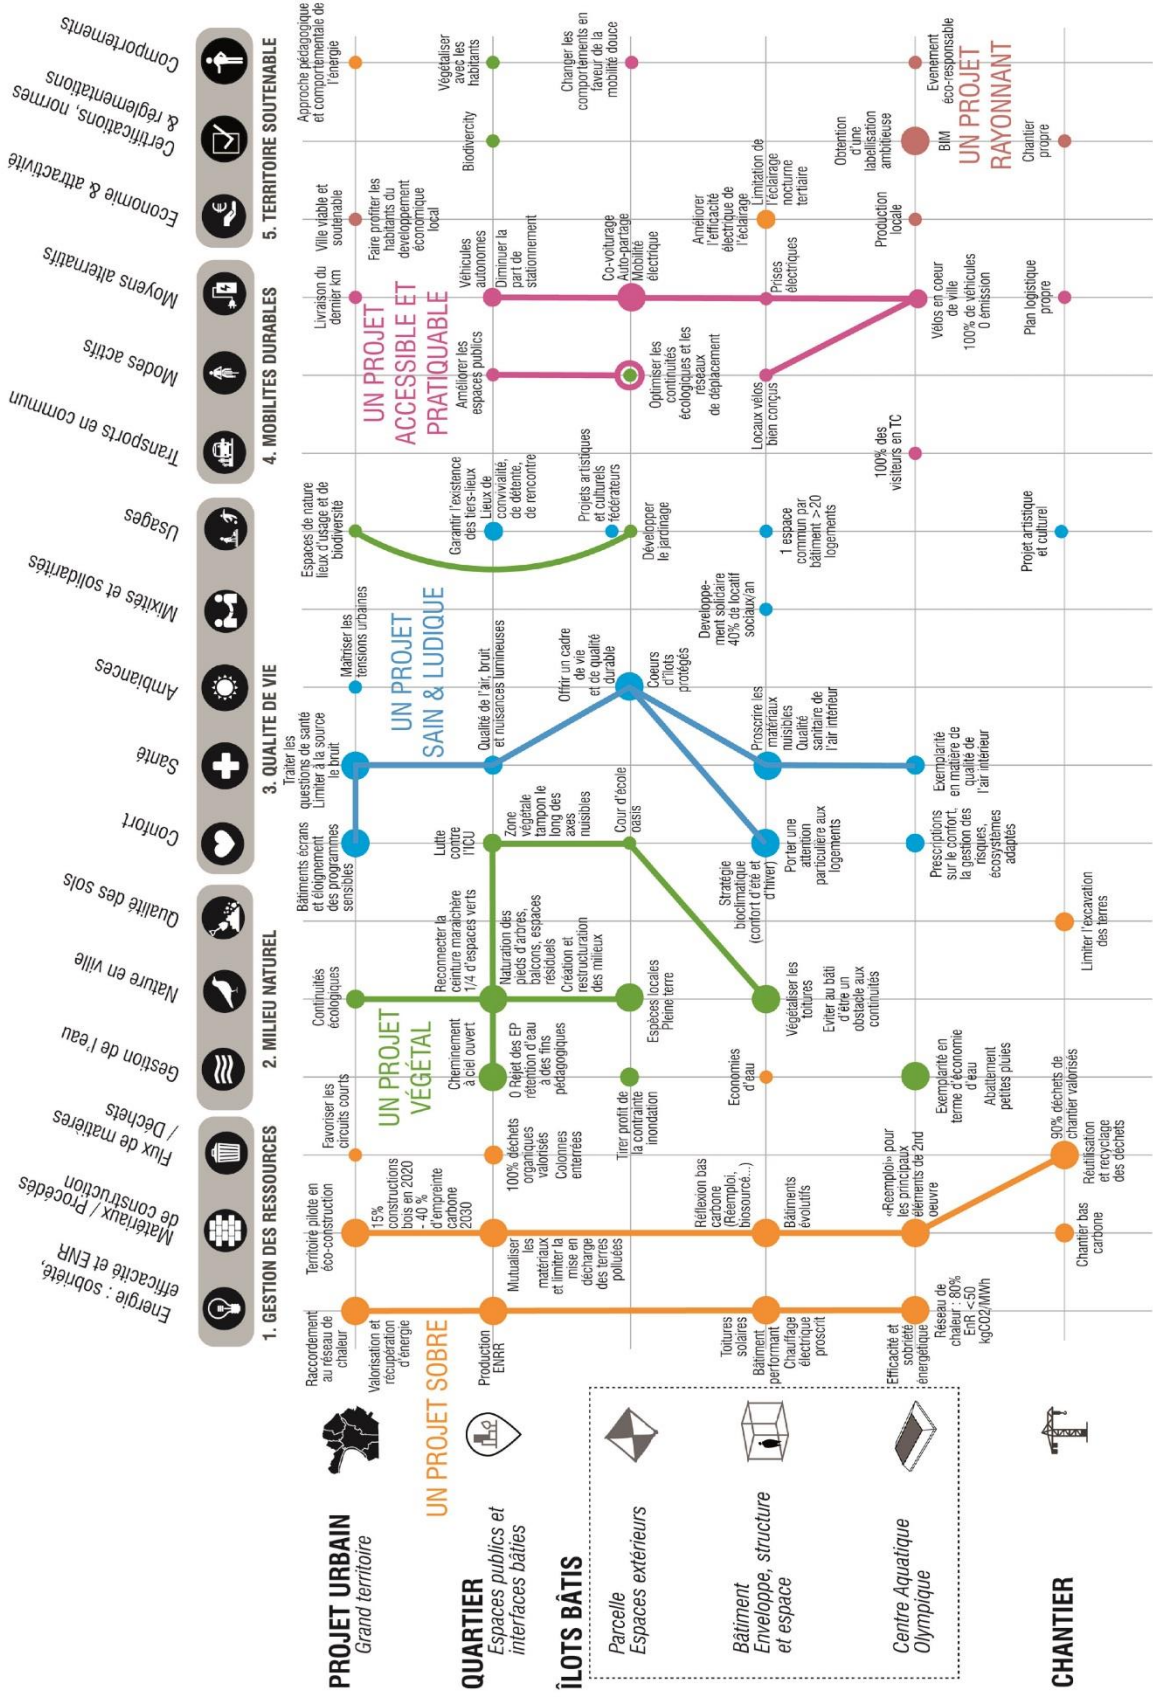 Energie : sobriété,
efficacité et ENR
Matériaux / Procédés
de construction
Flux de matières
/ Déchets
Gestion de l'eau
Nature en ville
Qualité des sols
Confort
Santé
Ambiances
Mixités et solidarités
Usages
Transports en commun
Modes actifs
Moyens alternatifs
Economie & attractivité
Certifications, normes
& réglementations
Comportements
1. GESTION DES RESSOURCES
2. MILIEU NATUREL
3. QUALITE DE VIE
4. MOBILITES DURABLES
5. TERRITOIRE SOUTENABLE
PROJET URBAIN
Grand territoire
Raccordement
au réseau de
chaleur
Valorisation et
récupération
d'énergie
Territoire pilote en
éco-construction
15%
constructions
bois en 2020
- 40 %
d'empreinte
carbone
2030
Favoriser les
circuits courts
Continuités
écologiques
Bâtiments écrans
et éloignement
des programmes
sensibles
Traiter les
questions de santé
Limiter à la source
le bruit
Maîtriser les
tensions urbaines
Espaces de nature
lieux d'usage et de
biodiversité
Livraison du
dernier km
Ville viable et
soutenable
Faire profiter les
habitants du
developpement
économique
local
Approche pédagogique
et comportementale de
l'énergie
UN PROJET SOBRE
UN PROJET
VÉGÉTAL
UN PROJET
SAIN & LUDIQUE
UN PROJET
ACCESSIBLE ET
PRATIQUABLE
QUARTIER
Espaces publics et
interfaces bâties
Production
ENRR
Mutualiser
les
matériaux
et limiter la
mise en
décharge
des terres
polluées
100% déchets
organiques
valorisés
Colonnes
enterrées
Cheminement
à ciel ouvert
0 Rejet des EP
rétention d'eau
à des fins
pédagogiques
Reconnecter la
ceinture maraichère
1/4 d'espaces verts
Naturation des
pieds d'arbres,
balcons, espaces
résiduels
Création et
restructuration
des milieux
Lutte
contre
l'ICU
Zone
végétale
tampon le
long des
axes
nuisibles
Qualité de l'air, bruit
et nuisances lumineuses
Garantir l'existence
des tiers-lieux
Lieux de
convivialité,
de détente,
de rencontre
Améliorer les
espaces publics
Véhicules
autonomes
Diminuer la
part de
stationnement
Biodivercity
Végétaliser
avec les
habitants
ÎLOTS BÂTIS
Parcelle
Espaces extérieurs
Tirer profit de
la contrainte
inondation
Espèces locales
Pleine terre
Cour d'école
oasis
Offrir un cadre
de vie
et de qualité
durable
Coeurs
d'îlots
protégés
Projets artistiques
et culturels
fédérateurs
Développer
le jardinage
Optimiser les
continuités
écologiques et les
réseaux
de déplacement
Co-voiturage
Auto-partage
Mobilité
électrique
Changer les
comportements en
faveur de la
mobilité douce
Bâtiment
Enveloppe, structure
et espace
Toitures
solaires
Bâtiment
performant
Chauffage
électrique
proscrit
Réflexion bas
carbone
(Réemploi,
biosourcé...)
Bâtiments
évolutifs
Economies
d'eau
Végétaliser les
toitures
Eviter au bâti
d'être un
obstacle aux
continuités
Stratégie
bioclimatique
(confort d'été et
d'hiver)
Porter une
attention
particulière aux
logements
Proscrire les
matériaux
nuisibles
Qualité
sanitaire de
l'air intérieur
Developpe-
ment solidaire
40% de locatif
sociaux/an
1 espace
commun par
bâtiment >20
logements
Locaux vélos
bien conçus
Prises
électriques
Améliorer
l'efficacité
électrique de
l'éclairage
Limitation de
l'éclairage
nocturne
tertiaire
Centre Aquatique
Olympique
Efficacité et
sobriété
énergétique
Réseau de
chaleur : 80%
EnR <50
kgCO2/MWh
«Reemploi» pour
les principaux
éléments de 2nd
oeuvre
Exemplarité en
terme d'économie
d'eau
Abattement
petites pluies
Prescriptions
sur le confort,
la gestion des
risques,
écosystèmes
adaptés
Exemplarité
en matière de
qualité de
l'air intérieur
100% des
visiteurs en TC
Vélos en coeur
de ville
100% de véhicules
0 émission
Production
locale
Obtention
d'une
labellisation
ambitieuse
BIM
Evenement
éco-responsable
UN PROJET
RAYONNANT
CHANTIER
Chantier bas
carbone
90% déchets de
chantier valorisés
Réutilisation
et recyclage
des déchets
Limiter l'excavation
des terres
Projet artistique
et culturel
Plan logistique
propre
Chantier
propre